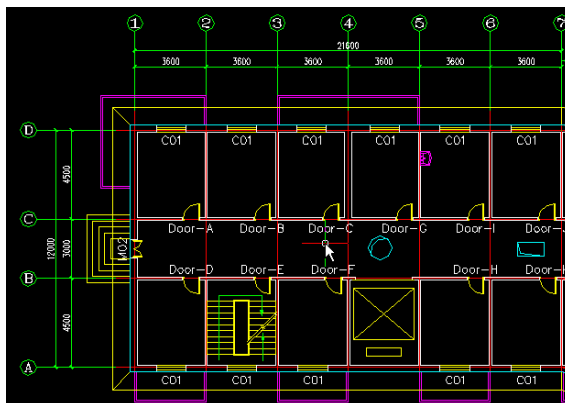 1 2 3 4 5 6 7
21600
3600 3600 3600 3600 3600 3600
D
C01 C01 C01 C01 C01 C01
4500
C
Door-A Door-B Door-C Door-G Door-I Door-J
12000 3000 M02
Door-D Door-E Door-F Door-H
B
4500
A
C01 C01 C01 C01 C01